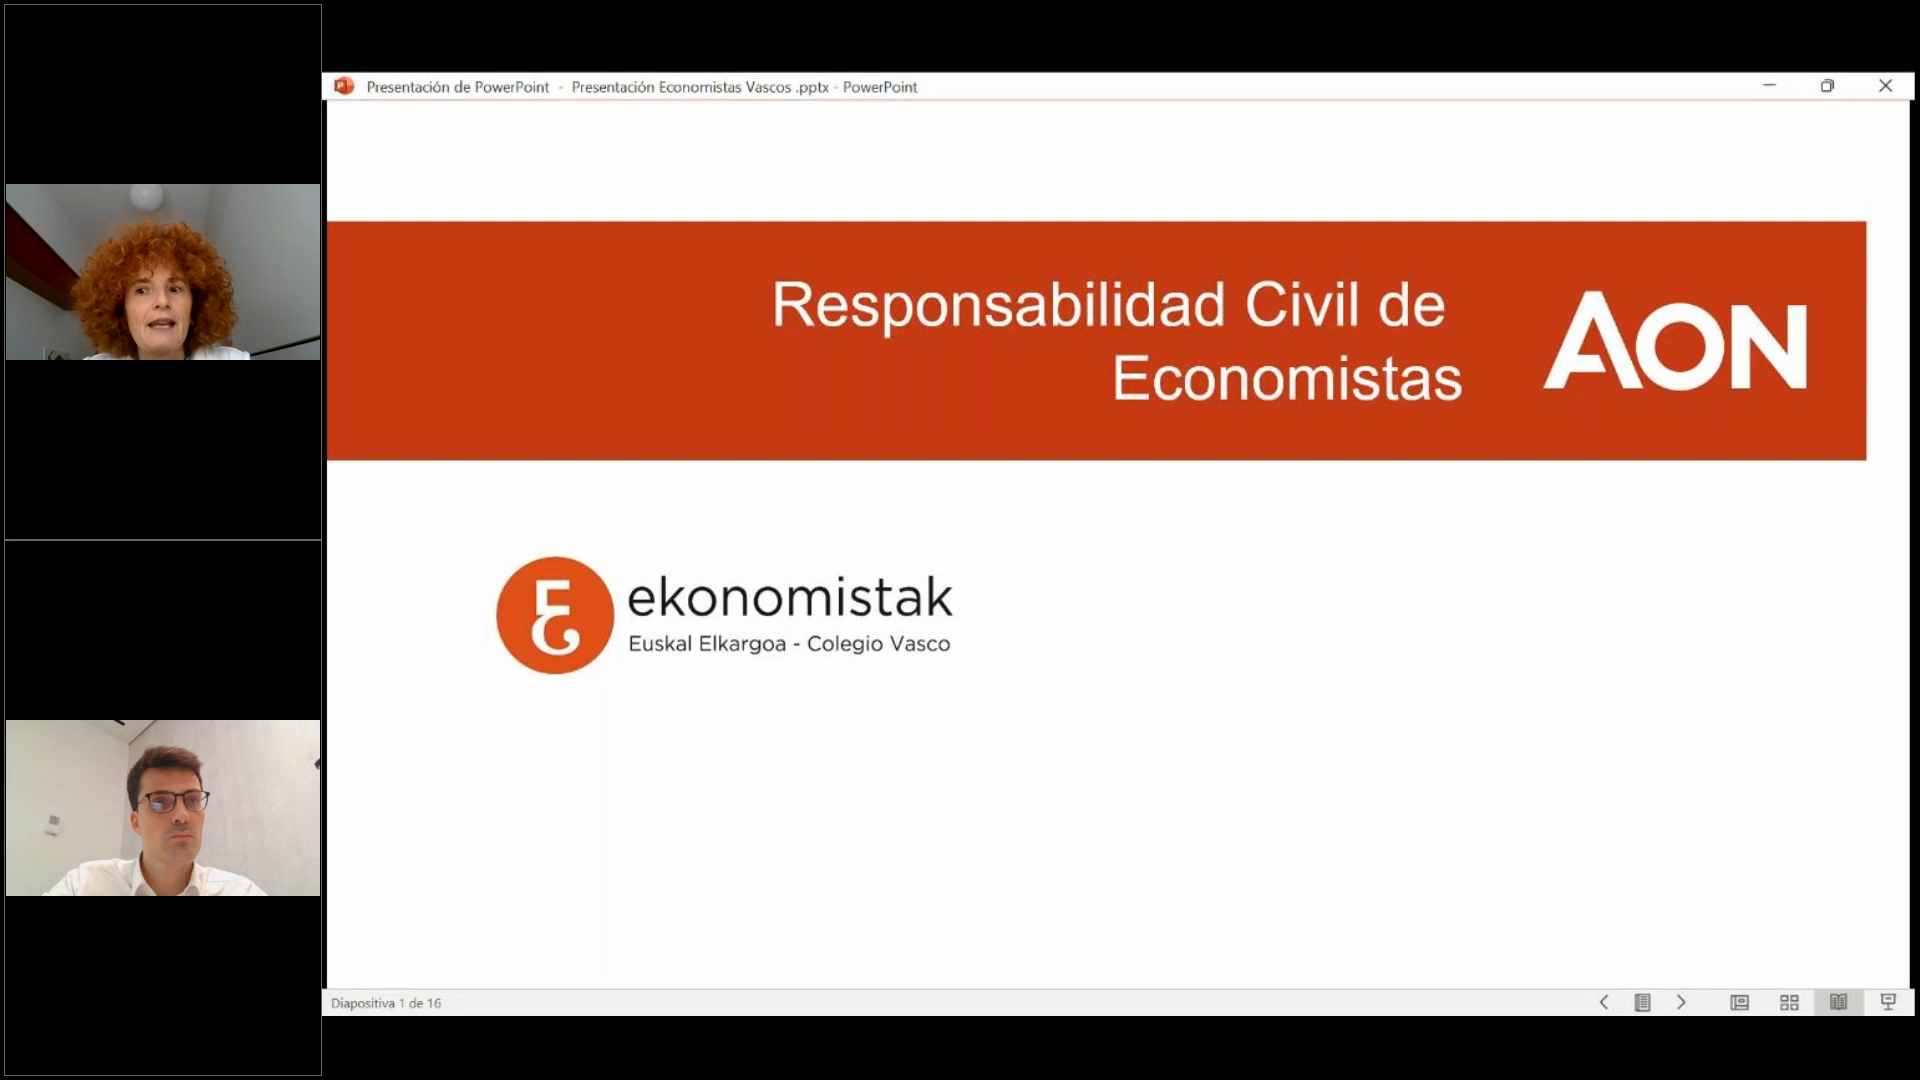 Presentación de PowerPoint - Presentación Economistas Vascos .pptx - PowerPoint
Responsabilidad Civil de
Economistas
AON
ekonomistak
Euskal Elkargoa - Colegio Vasco
Diapositiva 1 de 16